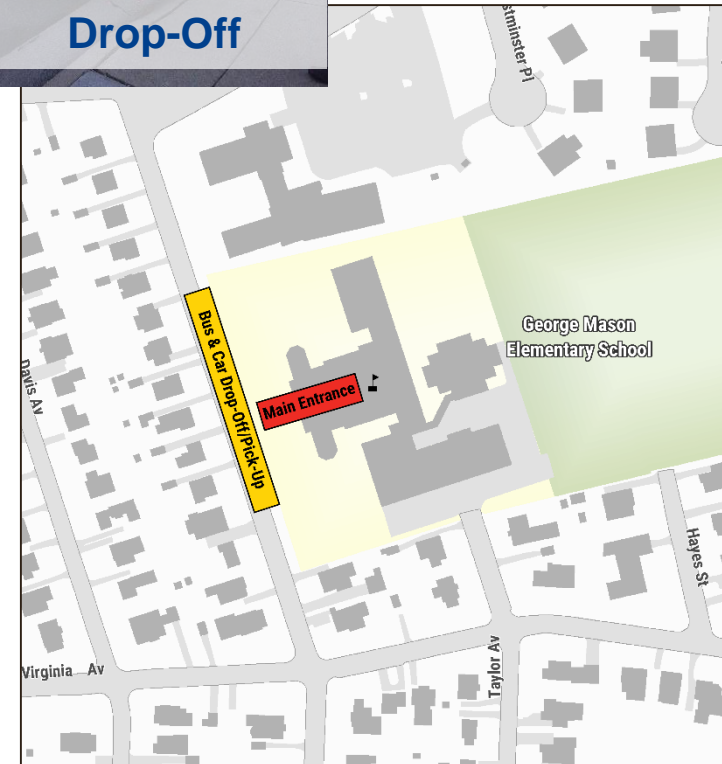 Drop-Off
Bus & Car Drop-Off/Pick-Up
Main Entrance
George Mason
Elementary School
Davis Av
Hayes St
Virginia Av
Taylor Av